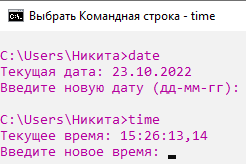 Выбрать Командная строка - time
C:\Users\Никита>date
Текущая дата: 23.10.2022
Введите новую дату (дд-мм-гг):
C:\Users\Никита>time
Текущее время: 15:26:13,14
Введите новое время: